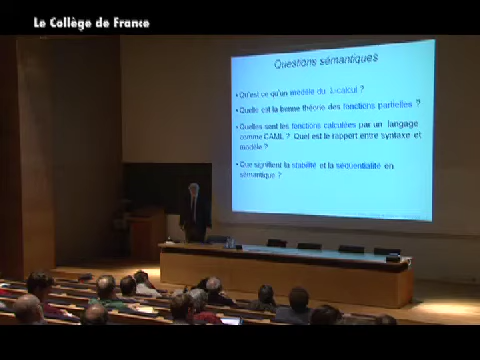 Le Collège de France
Questions sémantiques
• Qu'est ce qu'un modèle du λ-calcul ?
• Quelle est la bonne théorie des fonctions partielles ?
• Quelles sont les fonctions calculées par un langage
comme CAML ? Quel est le rapport entre syntaxe et
modèle ?
• Que signifient la stabilité et la séquentialité en
sémantique ?